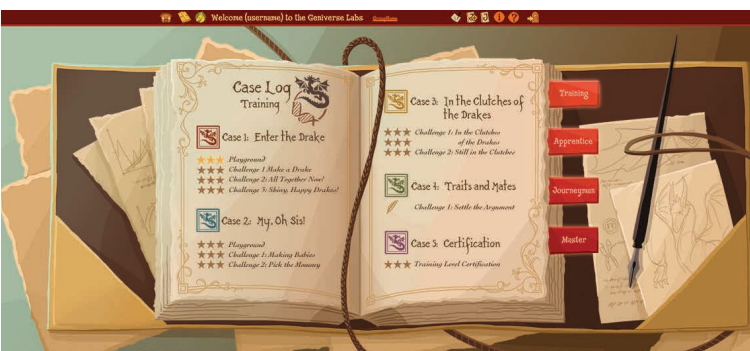 Welcome (username) to the Geniverse Labs
Case Log
Training
Case 1: Enter the Drake
Playground
Challenge 1 Make a Drake
Challenge 2: All Together Now!
Challenge 3: Shiny, Happy Drakes!
Case 2: My, Oh Sis!
Playground
Challenge 1: Making Babies
Challenge 2: Pick the Mommy
Case 3: In the Clutches of
the Drakes
Challenge 1: In the Clutches
of the Drakes
Challenge 2: Still in the Clutches
Case 4: Traits and Mates
Challenge 1: Settle the Argument
Case 5: Certification
Training Level Certification
Training
Apprentice
Journeyman
Master